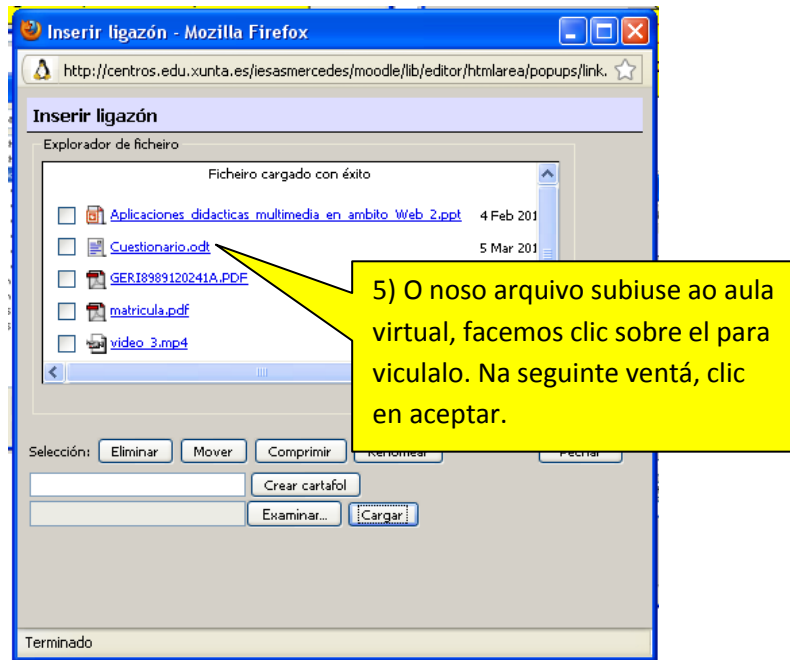 Inserir ligazón - Mozilla Firefox
http://centros.edu.xunta.es/iesasmercedes/moodle/lib/editor/htmlarea/popups/link.
Inserir ligazón
Explorador de ficheiro
Ficheiro cargado con éxito
Aplicaciones_didacticas_multimedia_en_ambito_Web_2.ppt 4 Feb 201
Cuestionario.odt 5 Mar 201
GERI8989120241A.PDF
matricula.pdf
video_3.mp4
5) O noso arquivo subiuse ao aula
virtual, facemos clic sobre el para
viculalo. Na seguinte ventá, clic
en aceptar.
Selección: Eliminar Mover Comprimir Renomear Pechar
Crear cartafol
Examinar... Cargar
Terminado